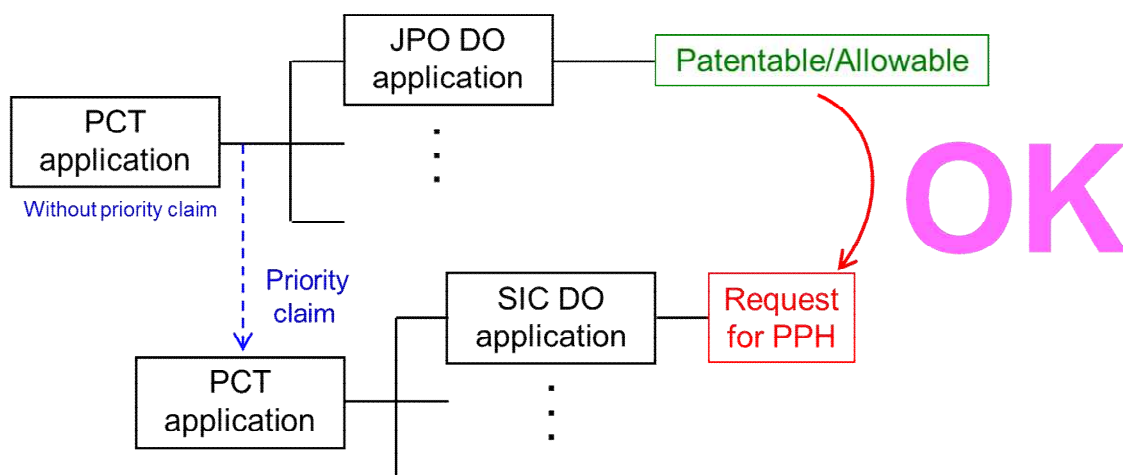 JPO DO
application
Patentable/Allowable
PCT
application
Without priority claim
OK
Priority
claim
SIC DO
application
Request
for PPH
PCT
application